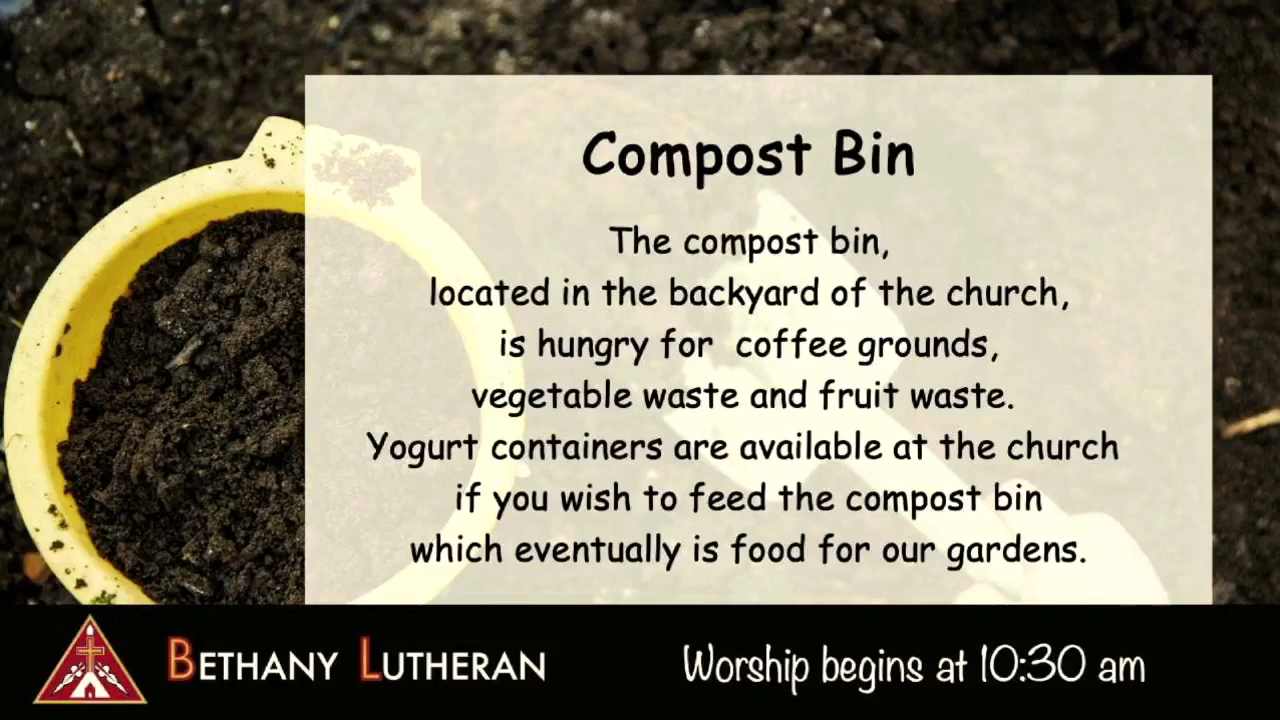 Compost Bin
The compost bin,
located in the backyard of the church,
is hungry for  coffee grounds,
vegetable waste and fruit waste.
Yogurt containers are available at the church
if you wish to feed the compost bin
which eventually is food for our gardens.
BETHANY LUTHERAN
Worship begins at 10:30 am